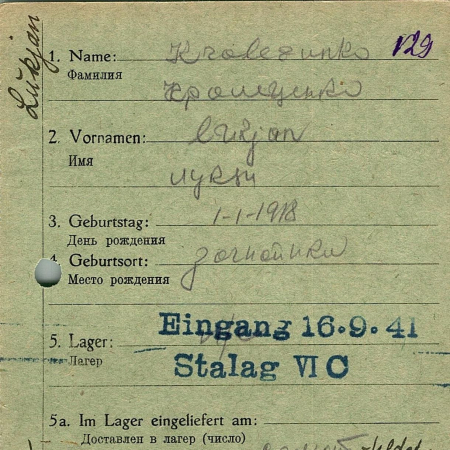 Lukjan
1. Name: 129
Фамилия
2. Vornamen: Lukjan
Имя
Лукян
3. Geburtstag: 1-1-1918
День рождения
4. Geburtsort:
Место рождения
5. Lager: Eingang 16.9.41
Лагер Stalag VI C
5a. Im Lager eingeliefert am:
Доставлен в лагер (число)